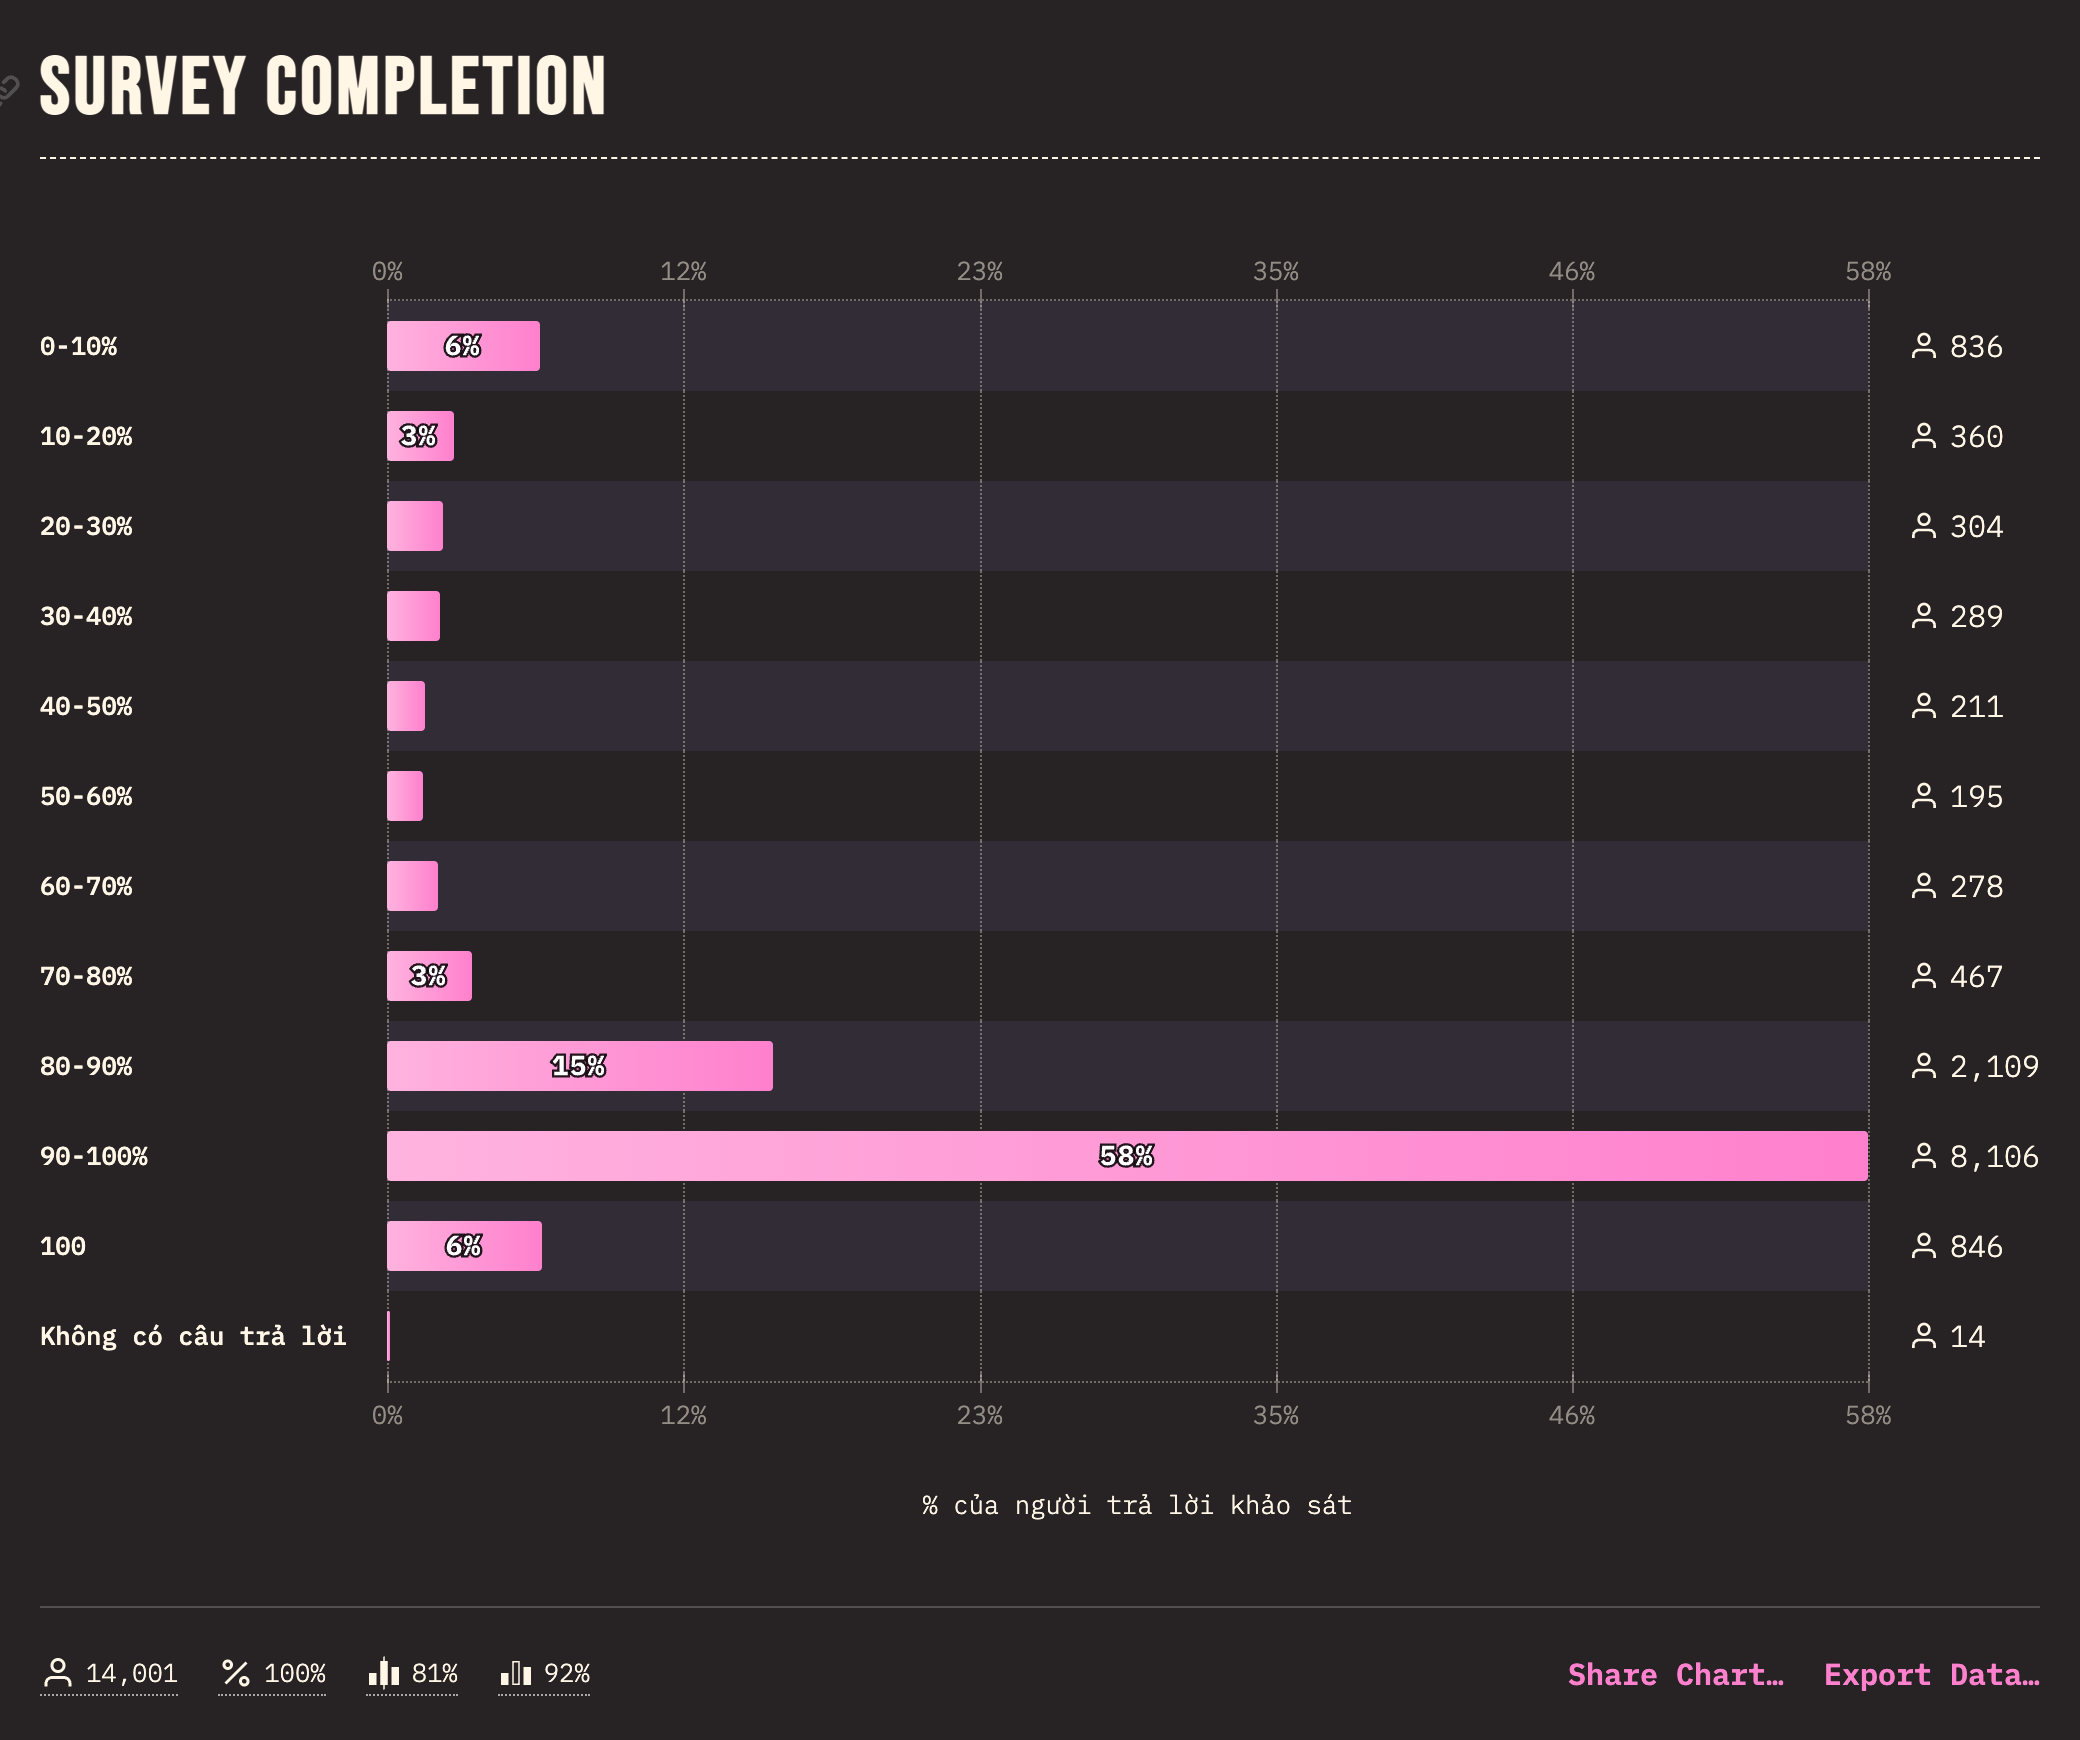 SURVEY COMPLETION
0% 12% 23% 35% 46% 58%
0-10% 6% 836
10-20% 3% 360
20-30% 304
30-40% 289
40-50% 211
50-60% 195
60-70% 278
70-80% 3% 467
80-90% 15% 2,109
90-100% 58% 8,106
100 6% 846
Không có câu trả lời 14
0% 12% 23% 35% 46% 58%
% của người trả lời khảo sát
14,001 100% 81% 92% Share Chart… Export Data…